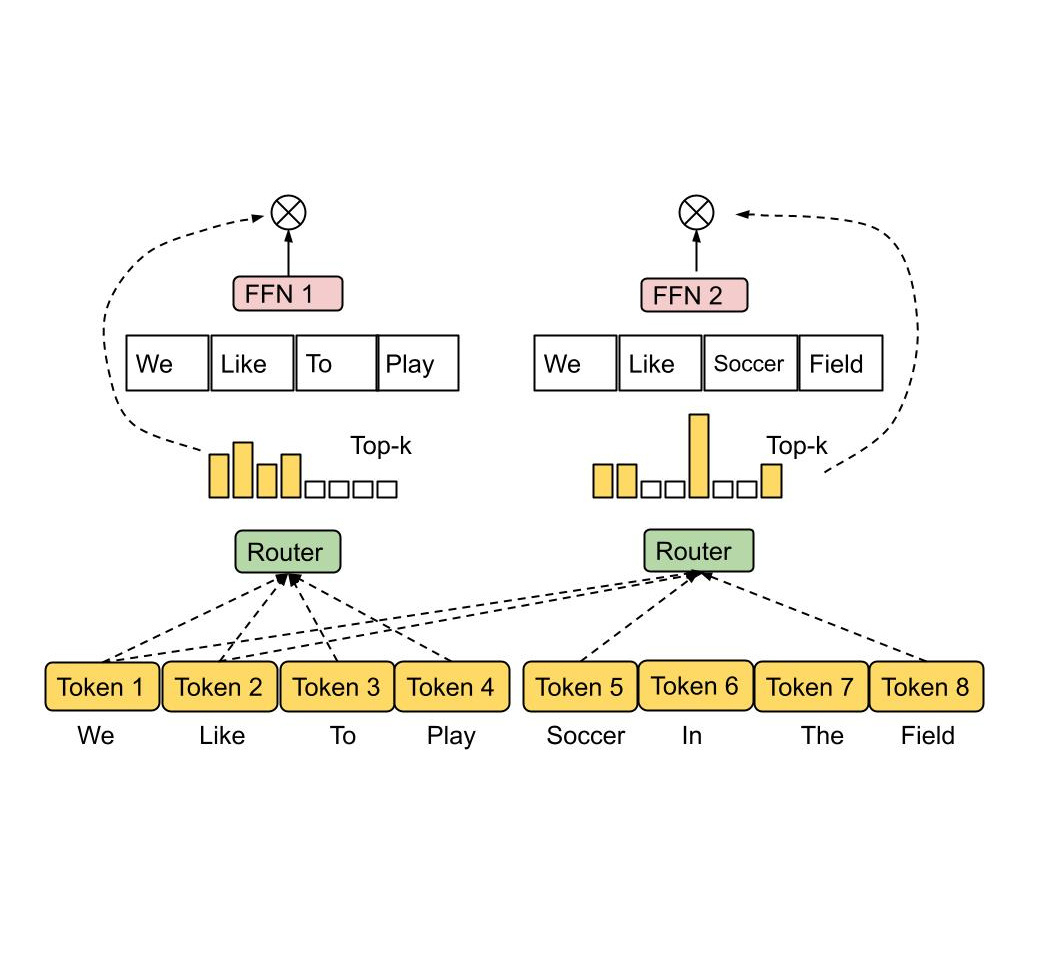 FFN 1 FFN 2
We Like To Play We Like Soccer Field
Top-k Top-k
Router Router
Token 1 Token 2 Token 3 Token 4 Token 5 Token 6 Token 7 Token 8
We Like To Play Soccer In The Field